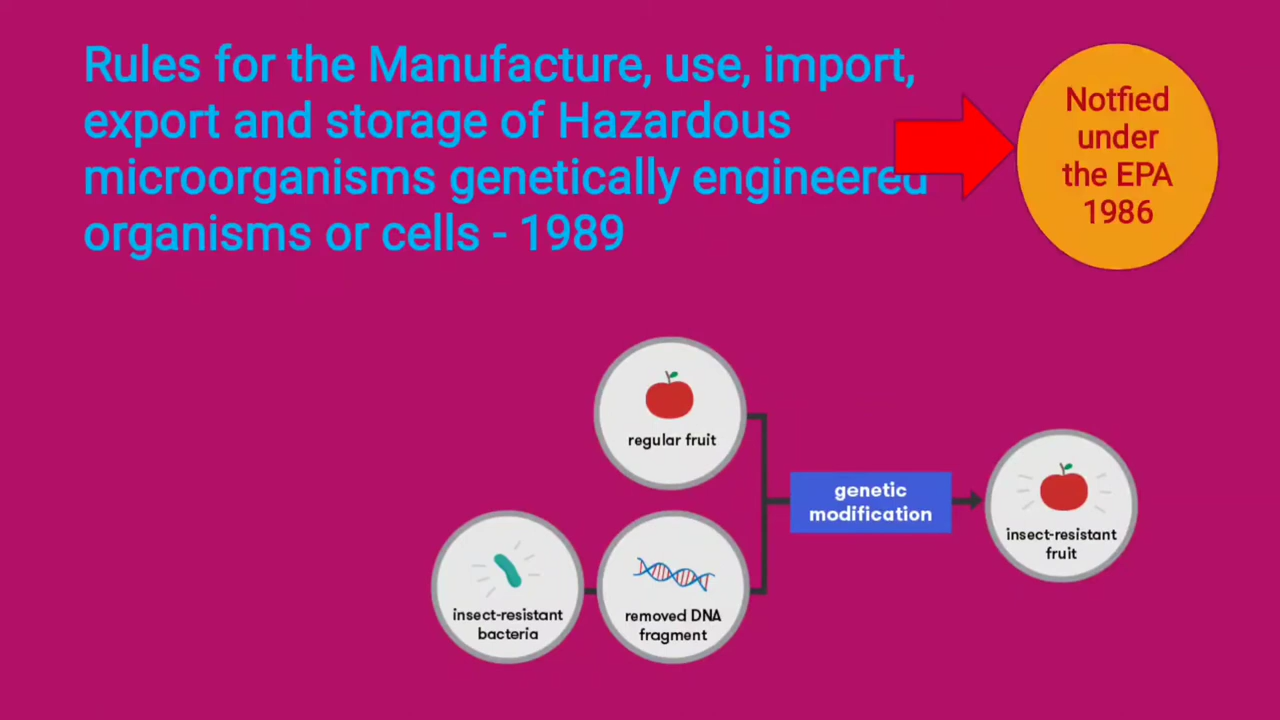 Rules for the Manufacture, use, import,
export and storage of Hazardous
microorganisms genetically engineered
organisms or cells - 1989
Notfied
under
the EPA
1986
regular fruit
genetic
modification
insect-resistant
fruit
insect-resistant
bacteria
removed DNA
fragment